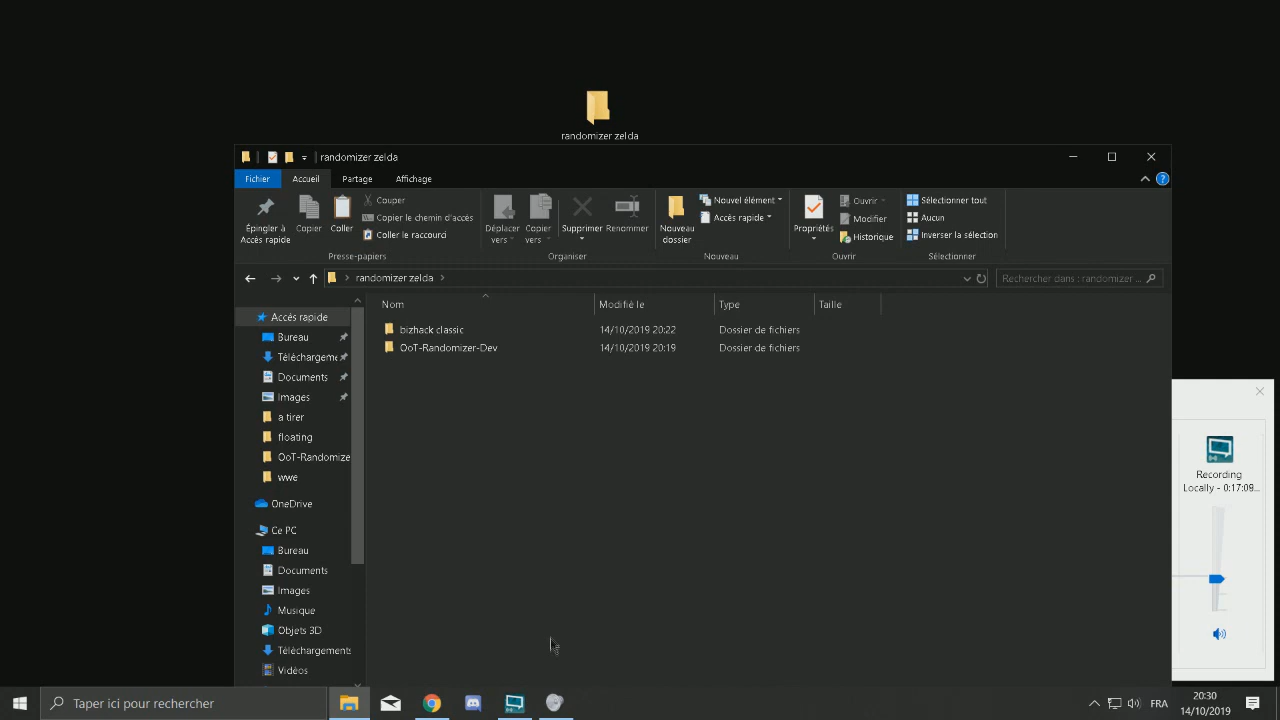 randomizer zelda
randomizer zelda
Fichier
Accueil
Partage
Affichage
Épingler à
Accès rapide
Copier
Coller
Couper
Copier le chemin d'accès
Coller le raccourci
Presse-papiers
Déplacer
vers
Copier
vers
Supprimer
Renommer
Organiser
Nouveau
dossier
Nouvel élément
Accès rapide
Nouveau
Propriétés
Ouvrir
Modifier
Historique
Ouvrir
Sélectionner tout
Aucun
Inverser la sélection
Sélectionner
randomizer zelda
Rechercher dans : randomizer ...
Nom
Modifié le
Type
Taille
bizhack classic
14/10/2019 20:22
Dossier de fichiers
OoT-Randomizer-Dev
14/10/2019 20:19
Dossier de fichiers
Accès rapide
Bureau
Téléchargeme
Documents
Images
a tirer
floating
OoT-Randomize
wwe
OneDrive
Ce PC
Bureau
Documents
Images
Musique
Objets 3D
Téléchargements
Vidéos
Recording
Locally - 0:17:09...
Taper ici pour rechercher
FRA
20:30
14/10/2019